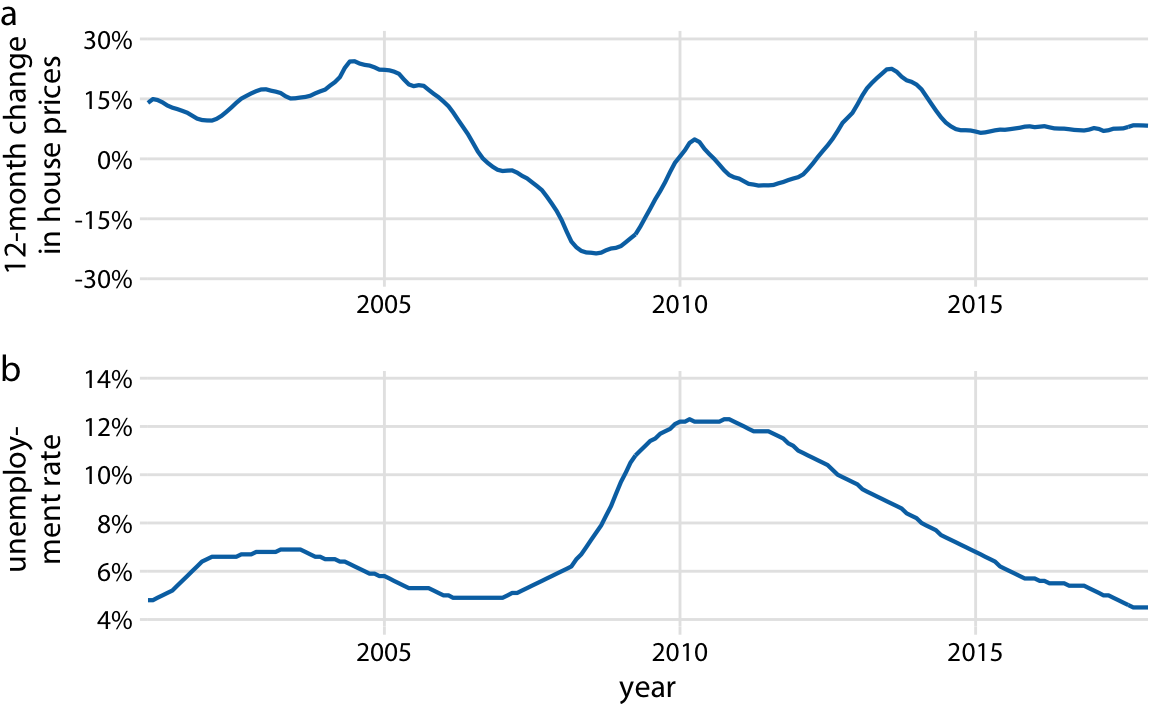 a
12-month change
in house prices
30%
15%
0%
-15%
-30%
2005 2010 2015
b
unemploy-
ment rate
14%
12%
10%
8%
6%
4%
2005 2010 2015
year